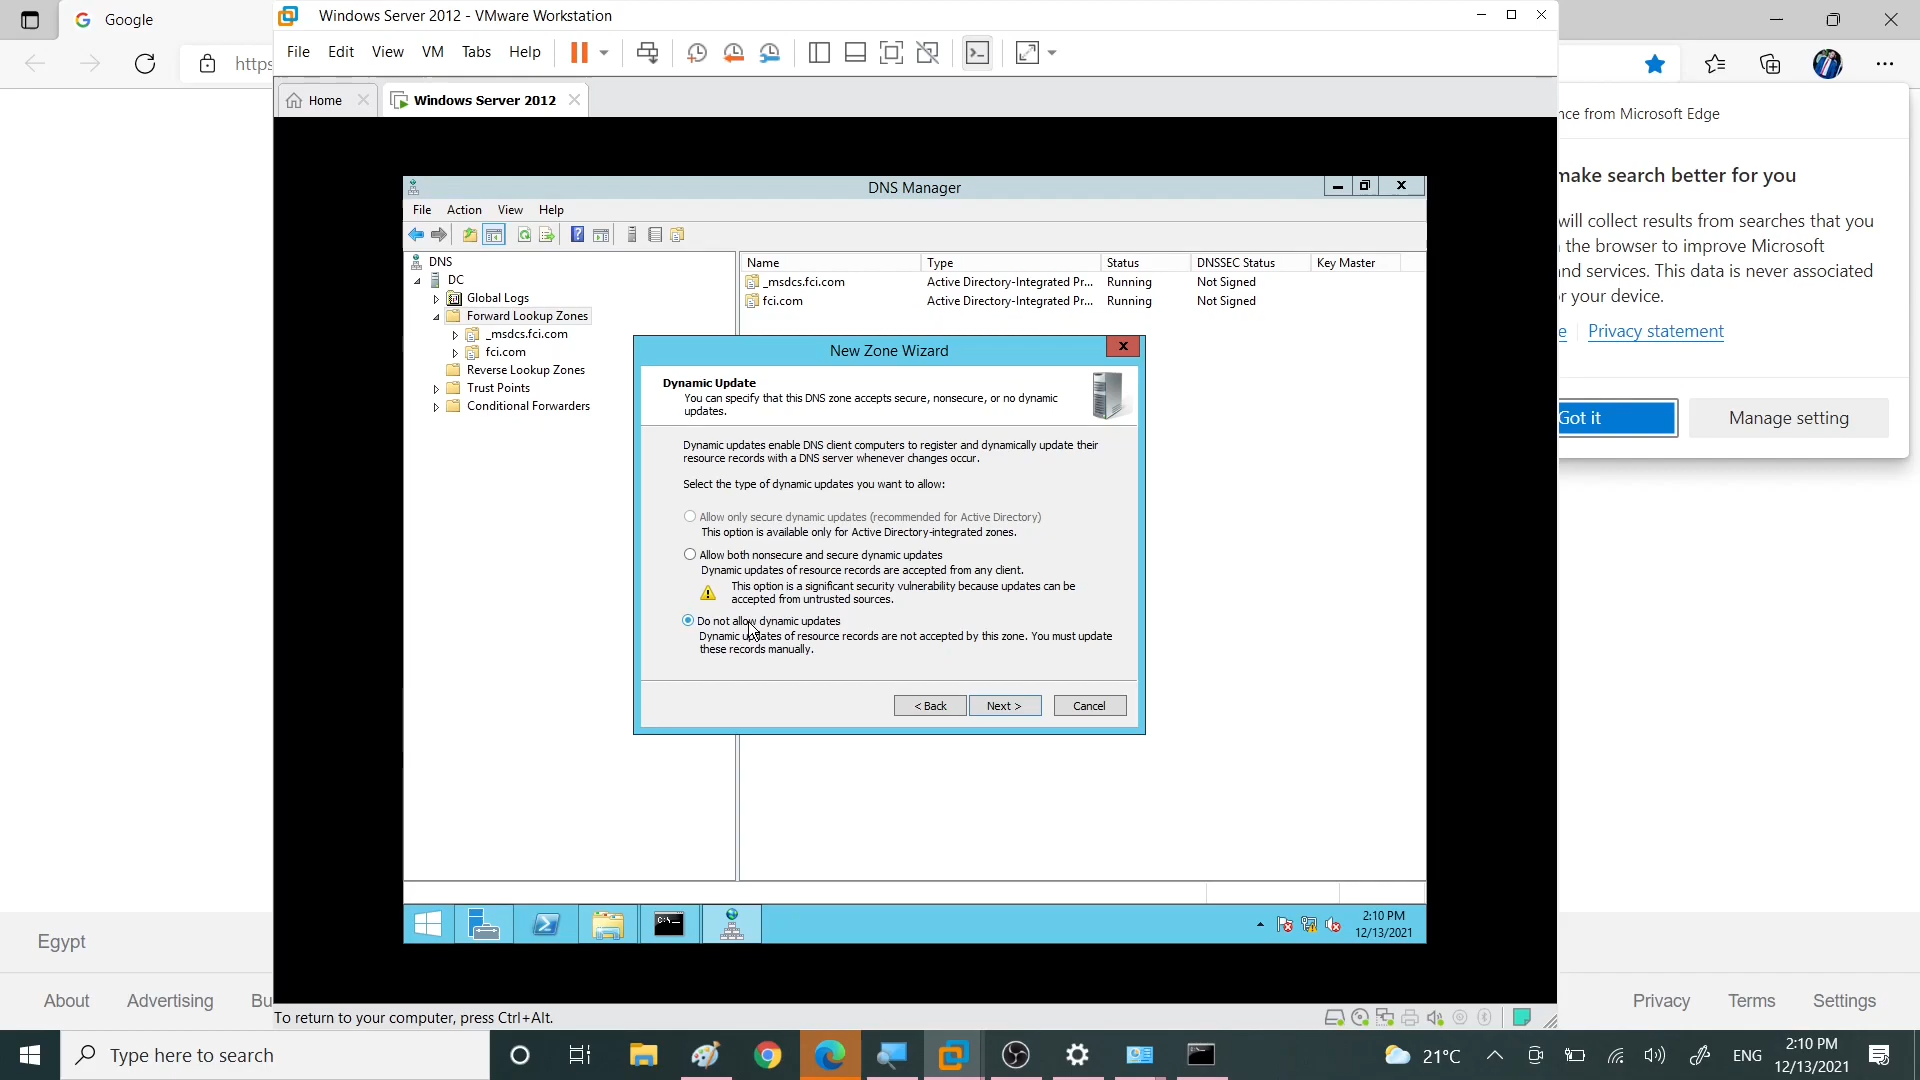 Google
Windows Server 2012 - VMware Workstation
https
File Edit View VM Tabs Help
Home
Windows Server 2012
nce from Microsoft Edge
make search better for you
will collect results from searches that you
the browser to improve Microsoft
nd services. This data is never associated
r your device.
e
Privacy statement
Got it
Manage setting
DNS Manager
File Action View Help
DNS
DC
Global Logs
Forward Lookup Zones
_msdcs.fci.com
fci.com
Reverse Lookup Zones
Trust Points
Conditional Forwarders
Name Type Status DNSSEC Status Key Master
_msdcs.fci.com Active Directory-Integrated Pr... Running Not Signed
fci.com Active Directory-Integrated Pr... Running Not Signed
New Zone Wizard
Dynamic Update
You can specify that this DNS zone accepts secure, nonsecure, or no dynamic
updates.
Dynamic updates enable DNS client computers to register and dynamically update their
resource records with a DNS server whenever changes occur.
Select the type of dynamic updates you want to allow:
Allow only secure dynamic updates (recommended for Active Directory)
This option is available only for Active Directory-integrated zones.
Allow both nonsecure and secure dynamic updates
Dynamic updates of resource records are accepted from any client.
This option is a significant security vulnerability because updates can be
accepted from untrusted sources.
Do not allow dynamic updates
Dynamic updates of resource records are not accepted by this zone. You must update
these records manually.
< Back
Next >
Cancel
2:10 PM
12/13/2021
Egypt
About Advertising Bu
Privacy Terms Settings
To return to your computer, press Ctrl+Alt.
Type here to search
21°C
ENG
2:10 PM
12/13/2021